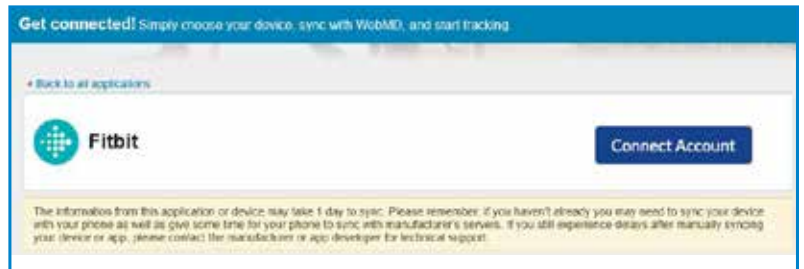 Get connected! Simply choose your device, sync with WebMD, and start tracking.
◂ Back to all applications
Fitbit
Connect Account
The information from this application or device may take 1 day to sync. Please remember, if you haven't already you may need to sync your device
with your phone as well as give some time for your phone to sync with manufacturer's servers. If you still experience delays after manually syncing
your device or app, please contact the manufacturer or app developer for technical support.